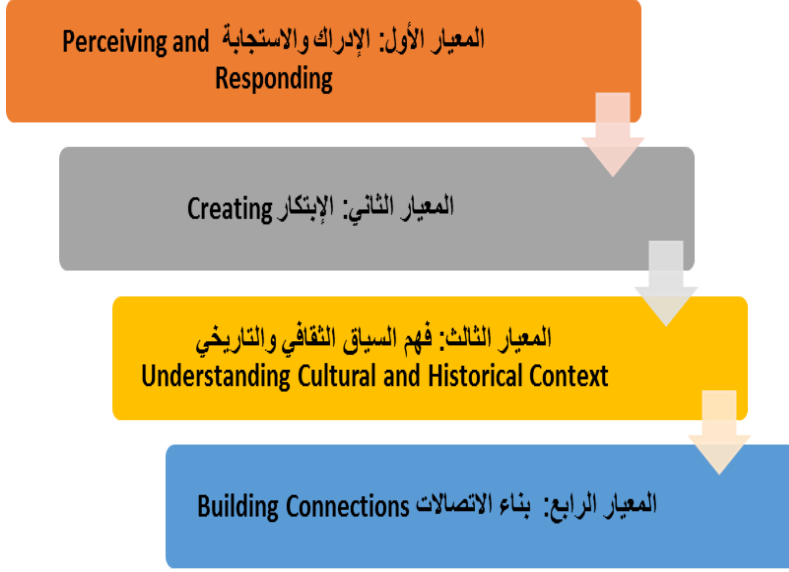 المعيار الأول: الإدراك والاستجابة Perceiving and
Responding
المعيار الثاني: الإبتكار Creating
المعيار الثالث: فهم السياق الثقافي والتاريخي
Understanding Cultural and Historical Context
المعيار الرابع: بناء الاتصالات Building Connections